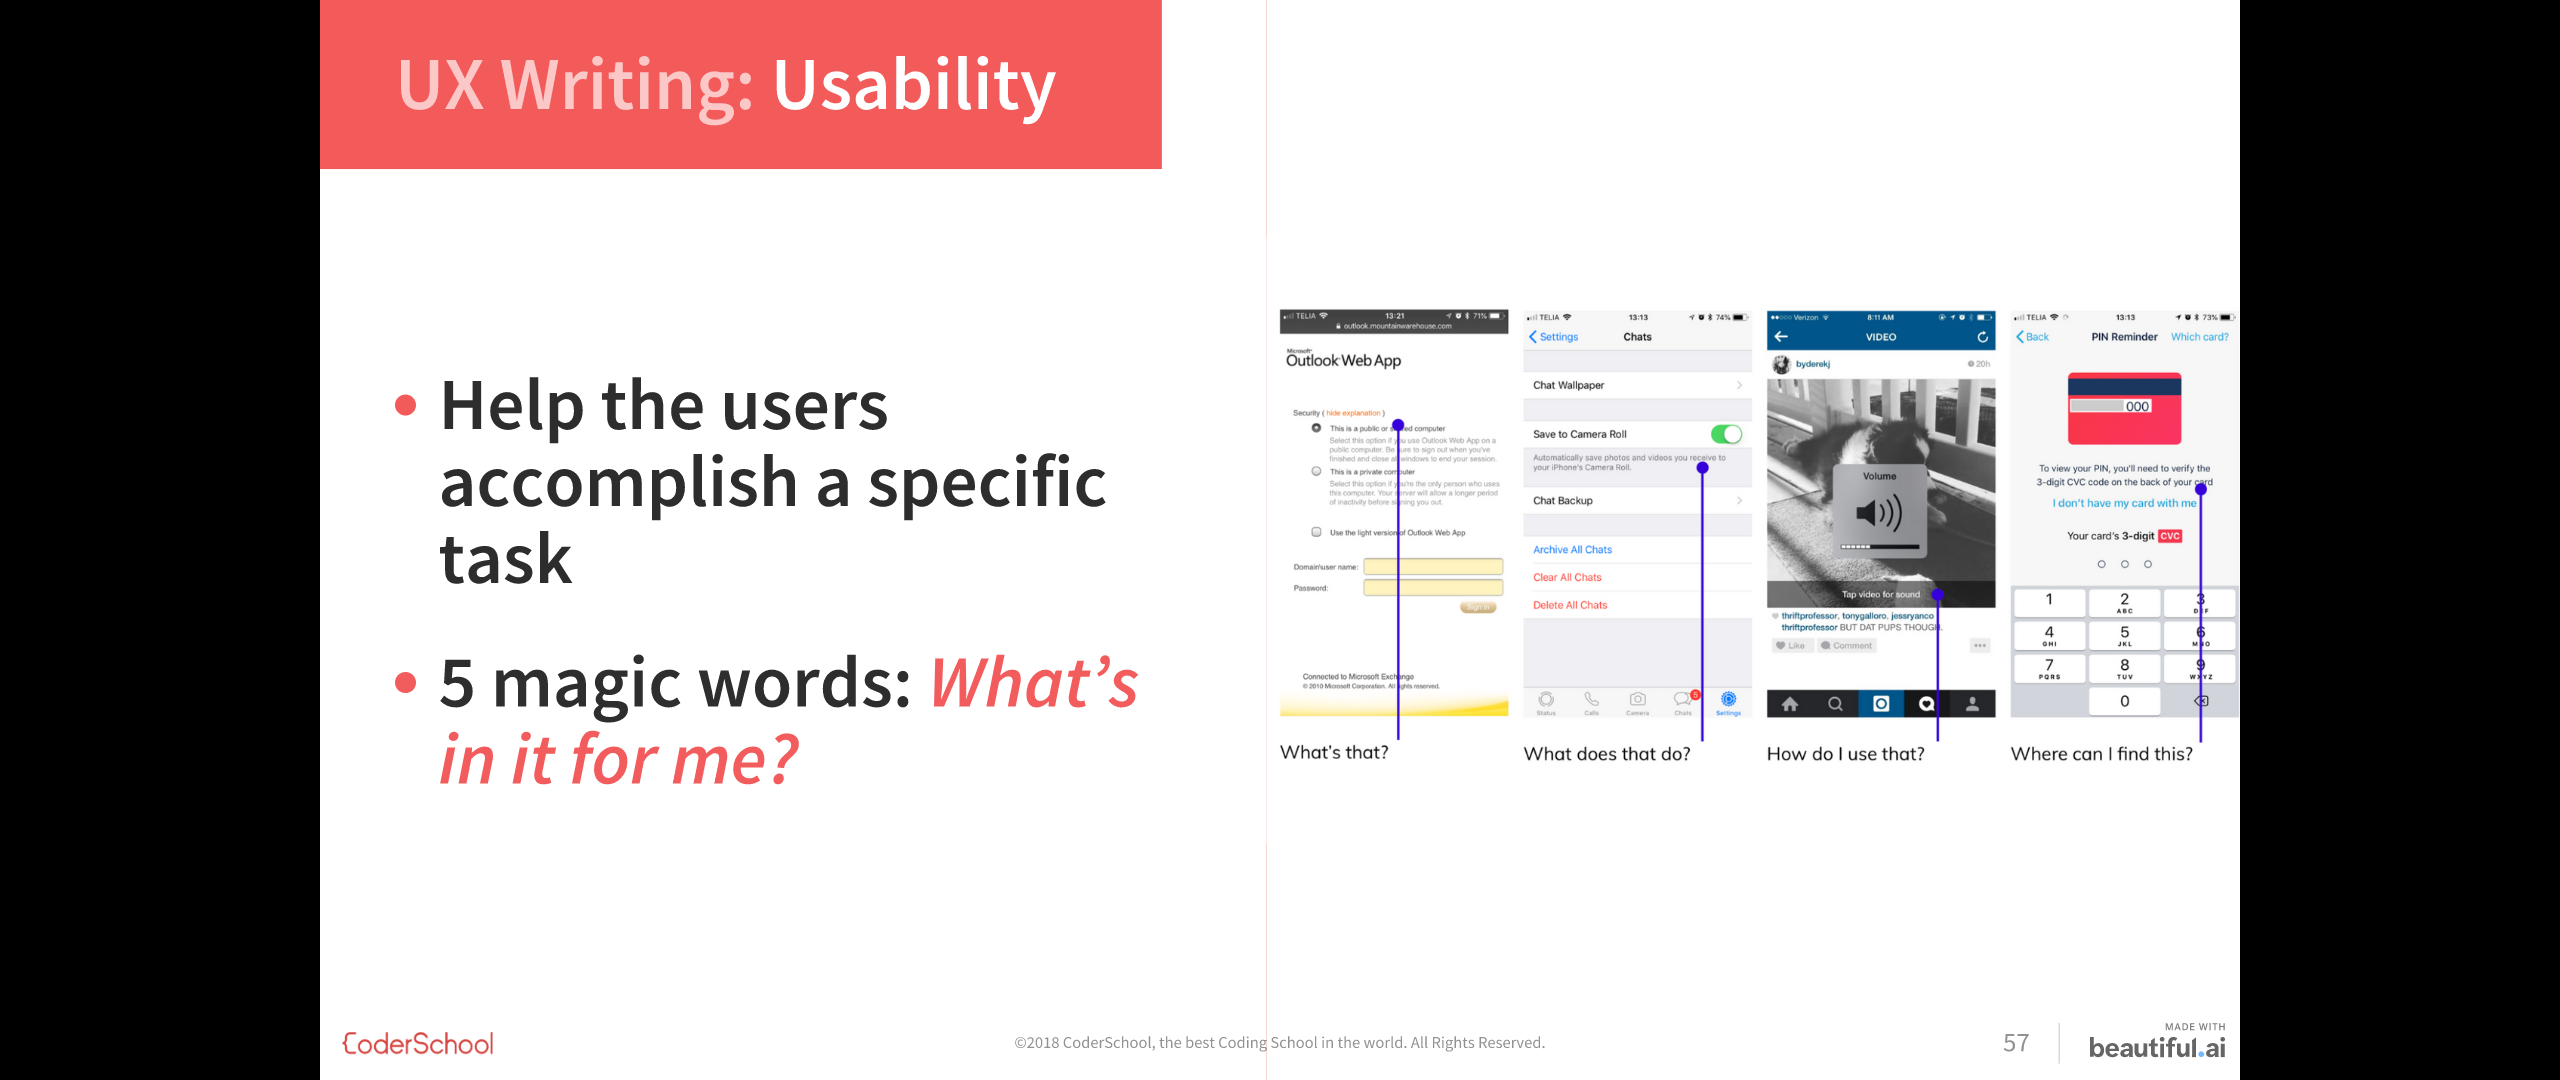 UX Writing: Usability
Help the users
accomplish a specific
task
5 magic words: What's
in it for me?
TELIA 13:21 71%
outlook.mountainwarehouse.com
Microsoft
Outlook Web App
Security ( hide explanation )
This is a public or shared computer
Select this option if you use Outlook Web App on a
public computer. Be sure to sign out when you've
finished and close all windows to end your session.
This is a private computer
Select this option if you're the only person who uses
this computer. Your server will allow a longer period
of inactivity before signing you out.
Use the light version of Outlook Web App
Domain\user name:
Password:
Sign in
Connected to Microsoft Exchange
© 2010 Microsoft Corporation. All rights reserved.
What's that?
TELIA 13:13 74%
Settings Chats
Chat Wallpaper
Save to Camera Roll
Automatically save photos and videos you receive to
your iPhone's Camera Roll.
Chat Backup
Archive All Chats
Clear All Chats
Delete All Chats
5
Status Calls Camera Chats Settings
What does that do?
Verizon 8:11 AM
VIDEO
byderekj 20h
Volume
Tap video for sound
thriftprofessor, tonygalloro, jessryanco
thriftprofessor BUT DAT PUPS THOUGH.
Like Comment
How do I use that?
TELIA 13:13 73%
Back PIN Reminder Which card?
000
To view your PIN, you'll need to verify the
3-digit CVC code on the back of your card
I don't have my card with me
Your card's 3-digit CVC
1 2 3
ABC DEF
4 5 6
GHI JKL MNO
7 8 9
PQRS TUV WXYZ
0
Where can I find this?
CoderSchool
©2018 CoderSchool, the best Coding School in the world. All Rights Reserved.
57
MADE WITH
beautiful.ai